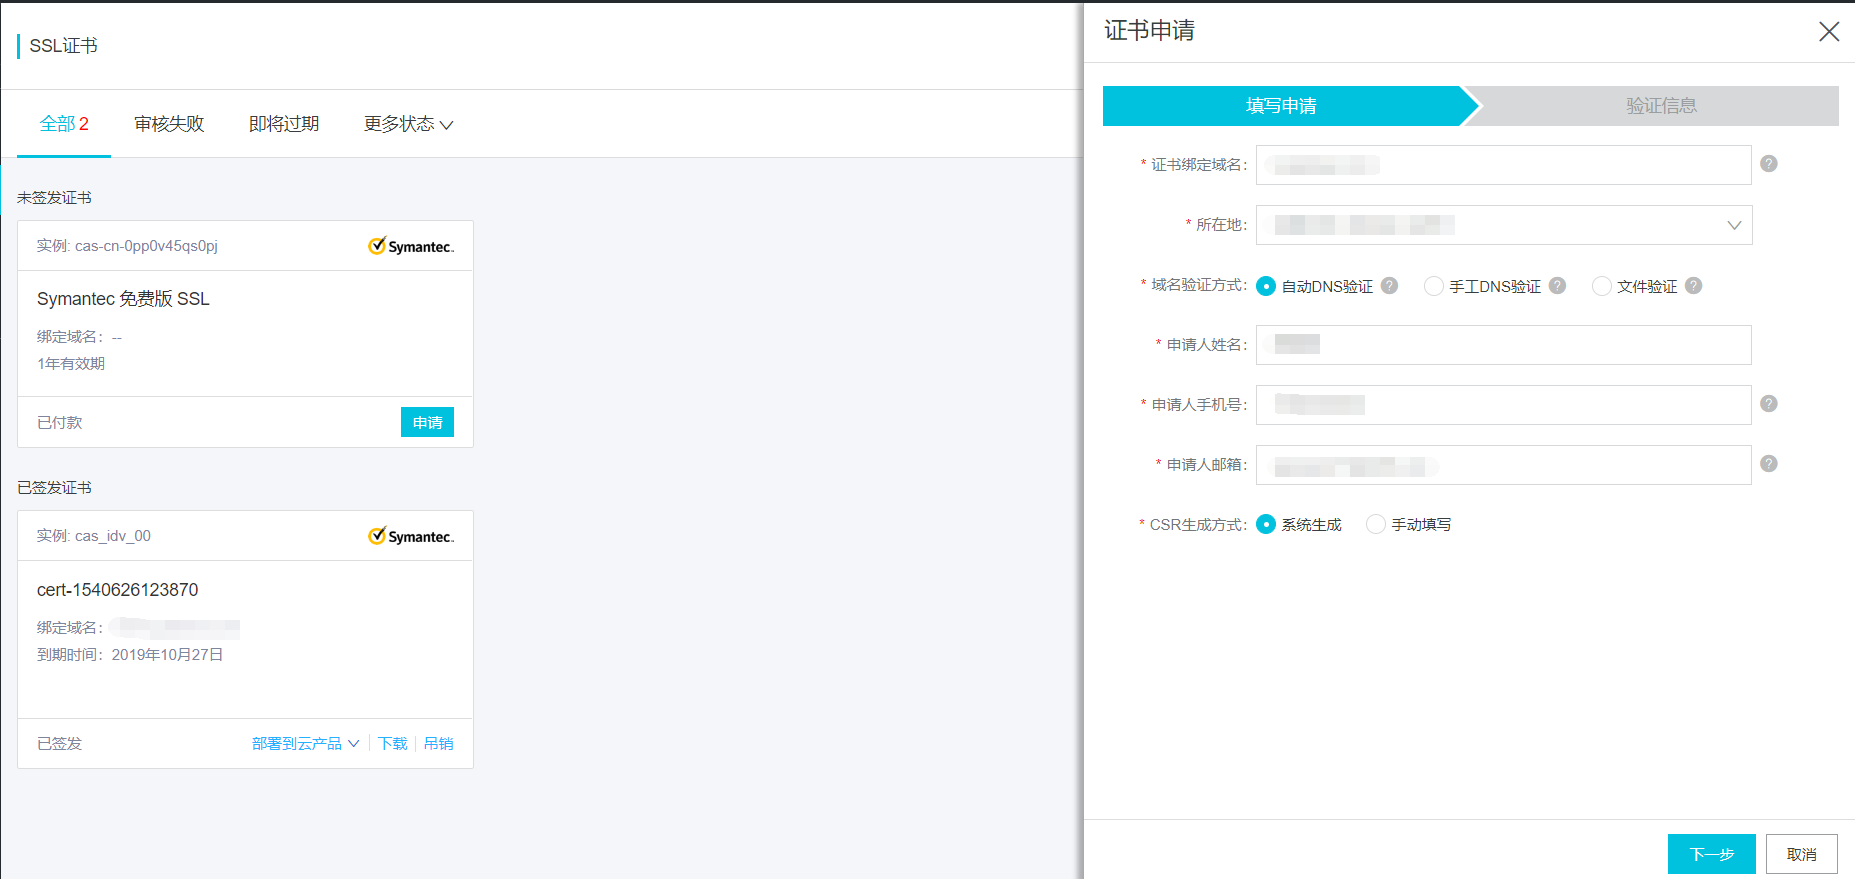 SSL证书
全部 2 审核失败 即将过期 更多状态
未签发证书
实例: cas-cn-0pp0v45qs0pj Symantec.
Symantec 免费版 SSL
绑定域名: --
1年有效期
已付款 申请
已签发证书
实例: cas_idv_00 Symantec.
cert-1540626123870
绑定域名:
到期时间: 2019年10月27日
已签发 部署到云产品 下载 吊销
证书申请
填写申请 验证信息
* 证书绑定域名: ?
* 所在地:
* 域名验证方式: 自动DNS验证 ? 手工DNS验证 ? 文件验证 ?
* 申请人姓名:
* 申请人手机号: ?
* 申请人邮箱: ?
* CSR生成方式: 系统生成 手动填写
下一步 取消